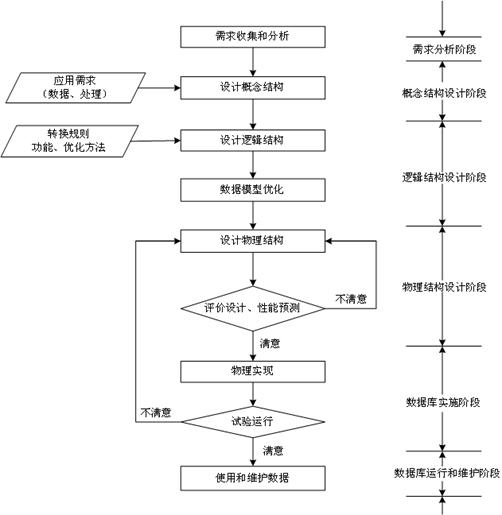 需求收集和分析
需求分析阶段
应用需求
（数据、处理）
设计概念结构
概念结构设计阶段
转换规则
功能、优化方法
设计逻辑结构
逻辑结构设计阶段
数据模型优化
设计物理结构
物理结构设计阶段
评价设计、性能预测
不满意
满意
物理实现
数据库实施阶段
不满意
试验运行
满意
数据库运行和维护阶段
使用和维护数据